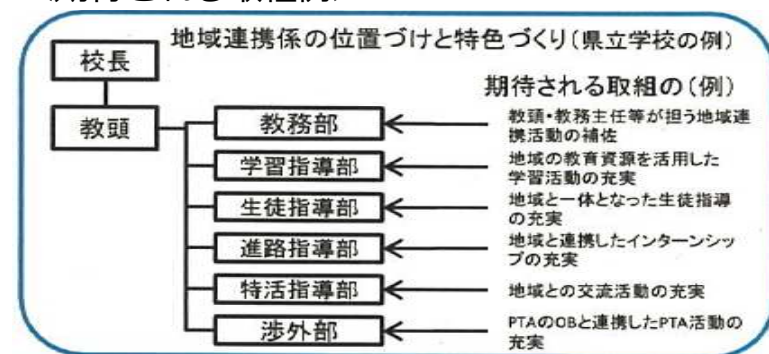 地域連携係の位置づけと特色づくり(県立学校の例)
校長
期待される取組の(例)
教頭
教務部
教頭・教務主任等が担う地域連
携活動の補佐
学習指導部
地域の教育資源を活用した
学習活動の充実
生徒指導部
地域と一体となった生徒指導
の充実
進路指導部
地域と連携したインターンシッ
プの充実
特活指導部
地域との交流活動の充実
渉外部
PTAのOBと連携したPTA活動の
充実